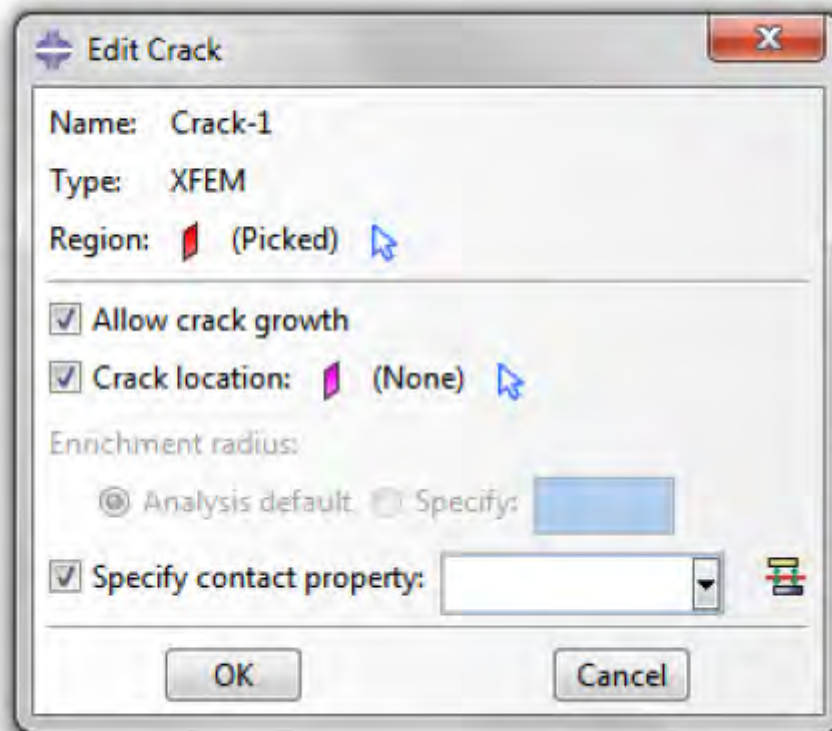 Edit Crack
Name: Crack-1
Type: XFEM
Region: (Picked)
Allow crack growth
Crack location: (None)
Enrichment radius:
Analysis default Specify:
Specify contact property:
OK Cancel